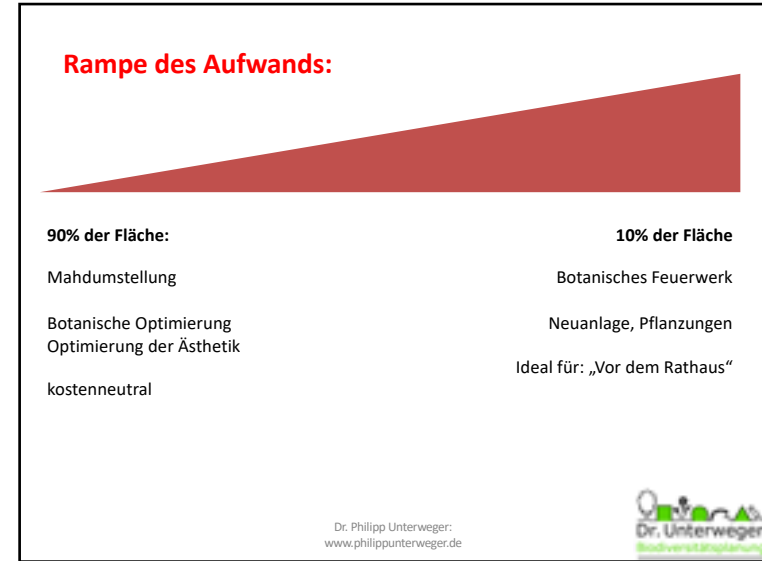 Rampe des Aufwands:
90% der Fläche:
Mahdumstellung
Botanische Optimierung
Optimierung der Ästhetik
kostenneutral
10% der Fläche
Botanisches Feuerwerk
Neuanlage, Pflanzungen
Ideal für: „Vor dem Rathaus“
Dr. Philipp Unterweger:
www.philippunterweger.de
Dr. Unterweger
Biodiversitätsplanung